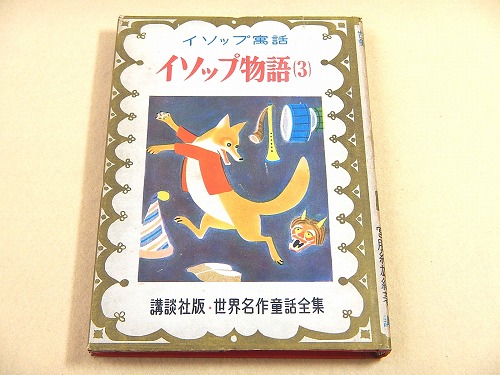 イソップ寓話
イソップ物語(3)
講談社版・世界名作童話全集